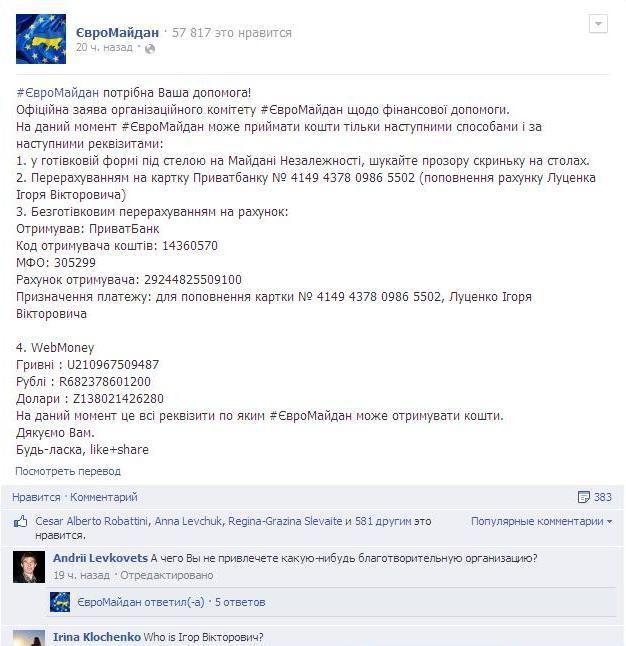 ЄвроМайдан · 57 817 это нравится
20 ч. назад ·
#ЄвроМайдан потрібна Ваша допомога!
Офіційна заява організаційного комітету #ЄвроМайдан щодо фінансової допомоги.
На даний момент #ЄвроМайдан може приймати кошти тільки наступними способами і за
наступними реквізитами:
1. у готівковій формі під стелою на Майдані Незалежності, шукайте прозору скриньку на столах.
2. Перерахуванням на картку Приватбанку № 4149 4378 0986 5502 (поповнення рахунку Луценка
Ігоря Вікторовича)
3. Безготівковим перерахуванням на рахунок:
Отримував: ПриватБанк
Код отримувача коштів: 14360570
МФО: 305299
Рахунок отримувача: 29244825509100
Призначення платежу: для поповнення картки № 4149 4378 0986 5502, Луценко Ігоря
Вікторовича
4. WebMoney
Гривні : U210967509487
Рублі : R682378601200
Долари : Z138021426280
На даний момент це всі реквізити по яким #ЄвроМайдан може отримувати кошти.
Дякуємо Вам.
Будь-ласка, like+share
Посмотреть перевод
Нравится · Комментарий 383
Cesar Alberto Robattini, Anna Levchuk, Regina-Grazina Slevaite и 581 другим это
нравится.
Популярные комментарии
Andrii Levkovets А чего Вы не привлечете какую-нибудь благотворительную организацию?
19 ч. назад · Отредактировано
ЄвроМайдан ответил(-а) · 5 ответов
Irina Klochenko Who is Ігор Вікторович?